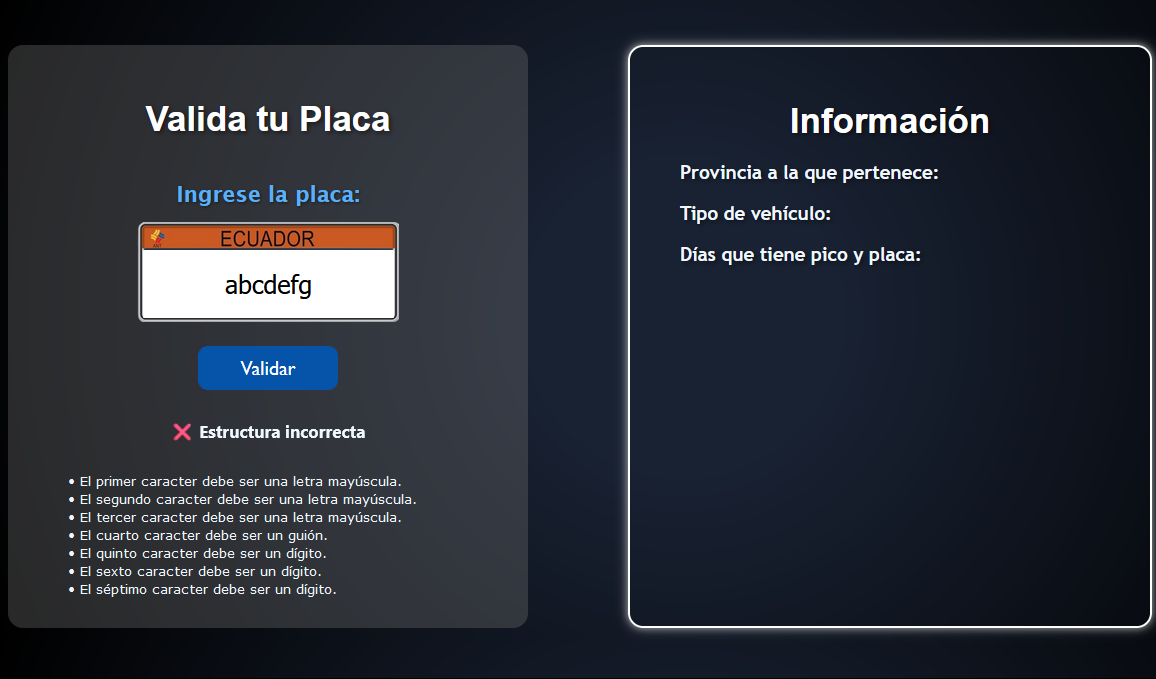 Valida tu Placa
Ingrese la placa:
ANT
ECUADOR
abcdefg
Validar
❌ Estructura incorrecta
• El primer caracter debe ser una letra mayúscula.
• El segundo caracter debe ser una letra mayúscula.
• El tercer caracter debe ser una letra mayúscula.
• El cuarto caracter debe ser un guión.
• El quinto caracter debe ser un dígito.
• El sexto caracter debe ser un dígito.
• El séptimo caracter debe ser un dígito.
Información
Provincia a la que pertenece:
Tipo de vehículo:
Días que tiene pico y placa: